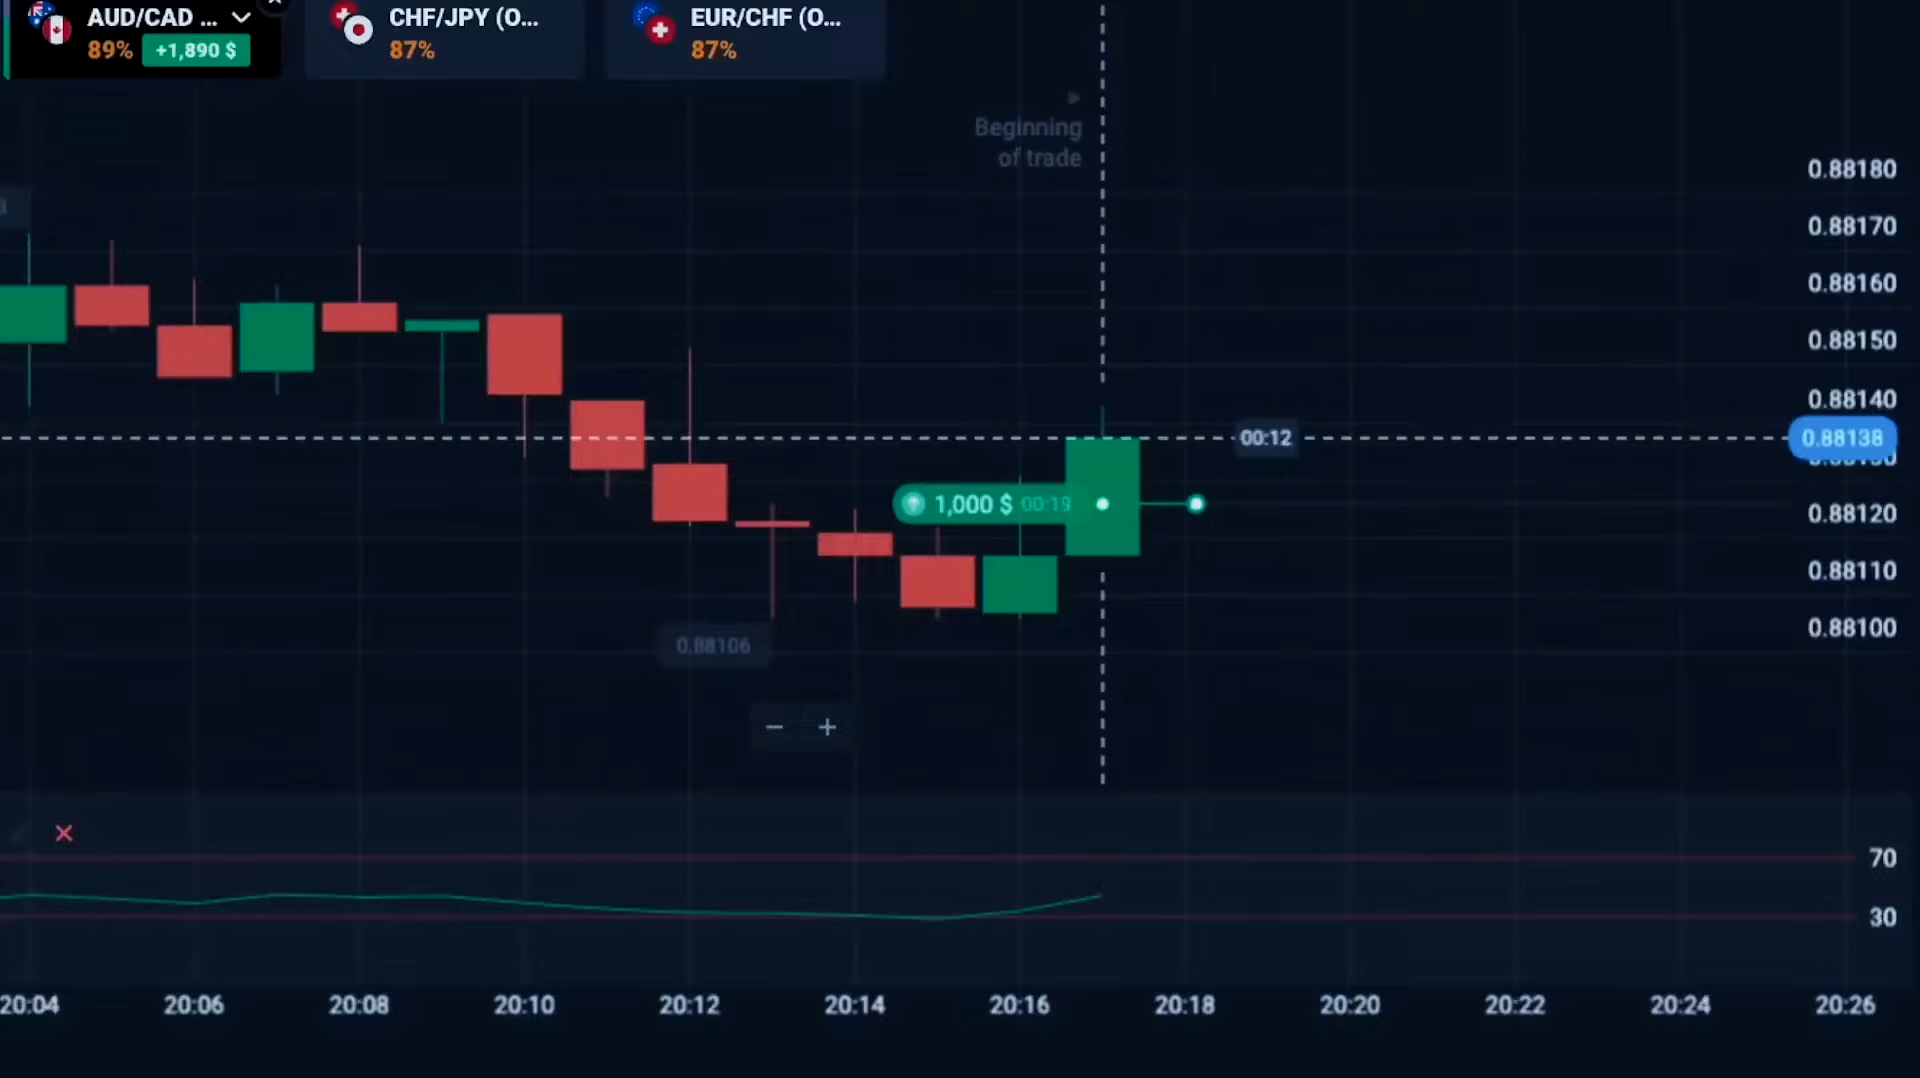 AUD/CAD ...
89% +1,890 $
CHF/JPY (O...
87%
EUR/CHF (O...
87%
Beginning
of trade
0.88180
0.88170
0.88160
0.88150
0.88140
0.88138
00:12
1,000 $
0.88120
0.88110
0.88100
0.88106
− +
70
30
20:04 20:06 20:08 20:10 20:12 20:14 20:16 20:18 20:20 20:22 20:24 20:26